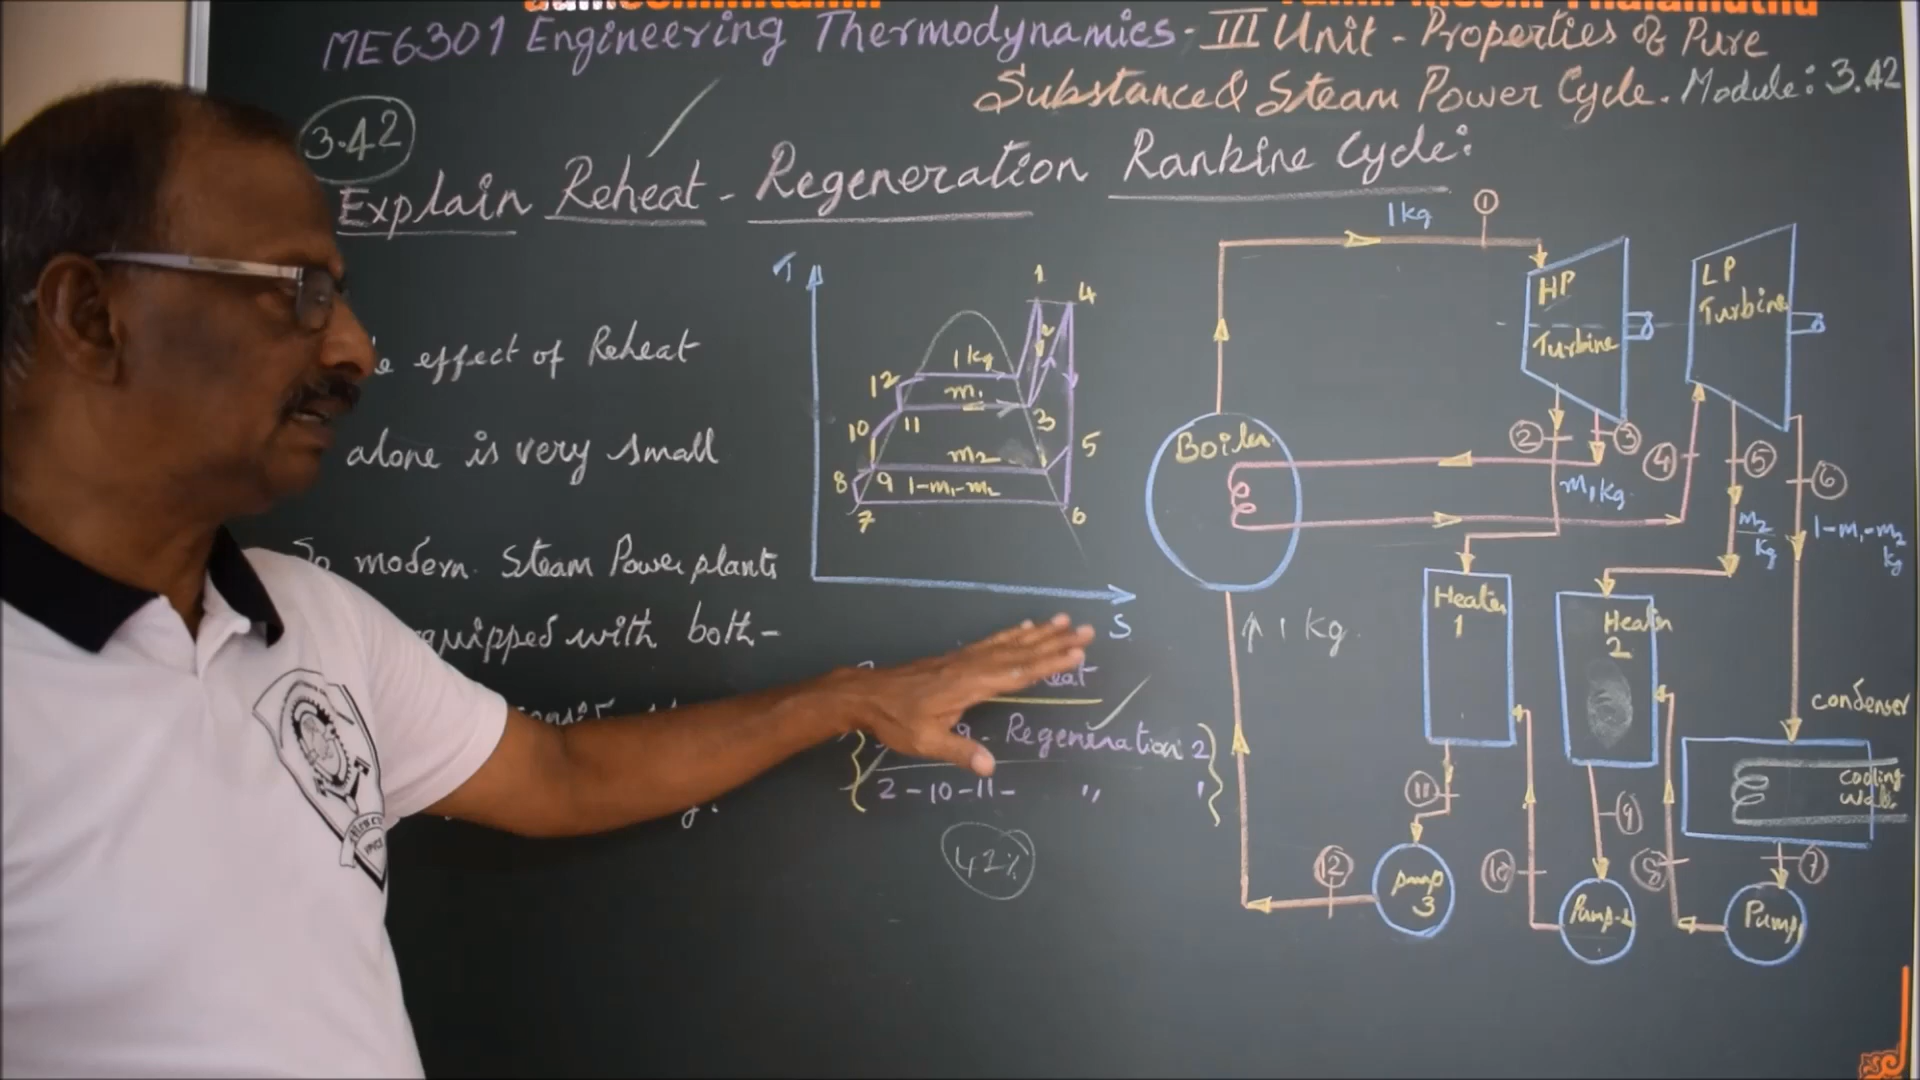 ME6301 Engineering Thermodynamics - III Unit - Properties of Pure
Substance & Steam Power Cycle. Module: 3.42
3.42
Explain Reheat - Regeneration Rankine Cycle:
effect of Reheat
alone is very small
So modern Steam Power plants
equipped with both-
T
1
4
2
1 kg
12
m1
10
11
3
5
m2
8
9
1-m1-m2
7
6
S
9 - Regeneration 2
2-10-11- " 1
42%
1 kg
1
HP
Turbine
LP
Turbine
Boiler
2
3
4
5
6
m1 kg
m2
kg
1-m1-m2
kg
Heater
1
Heater
2
↑ 1 kg.
condenser
cooling
11
9
12
10
8
7
Pump
3
Pump